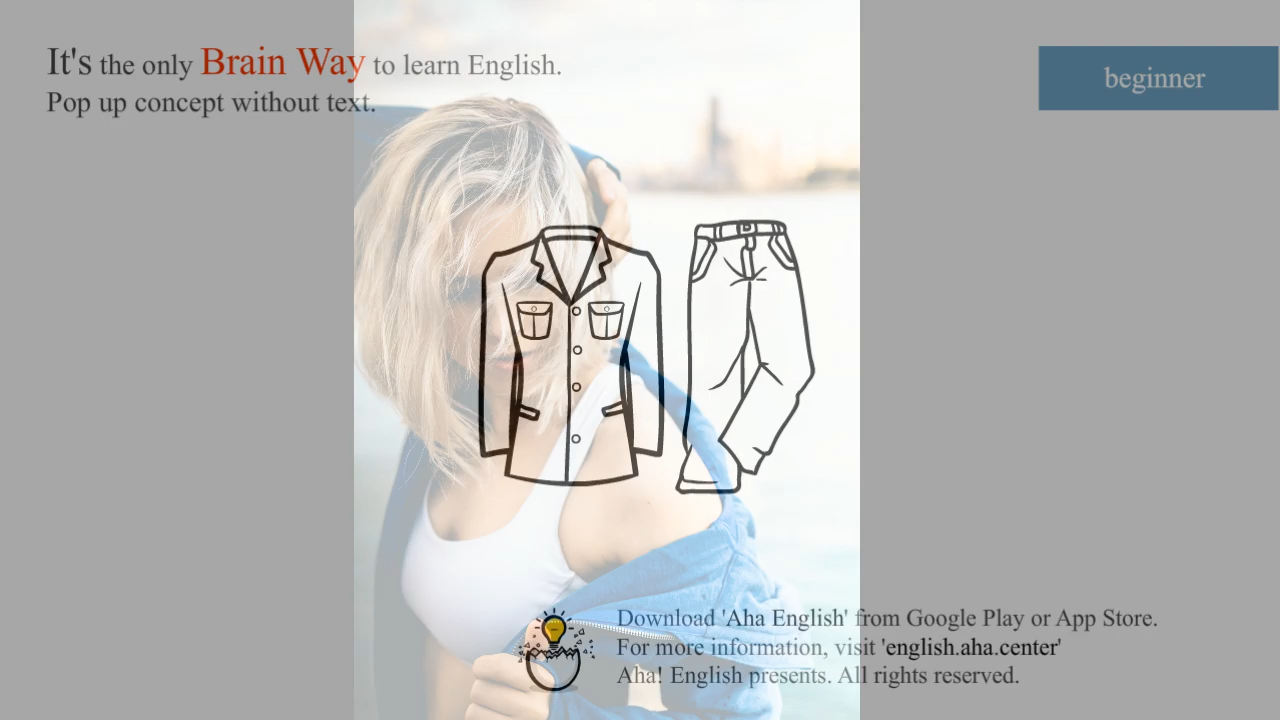 It's the only Brain Way to learn English.
Pop up concept without text.
beginner
Download 'Aha English' from Google Play or App Store.
For more information, visit 'english.aha.center'
Aha! English presents. All rights reserved.